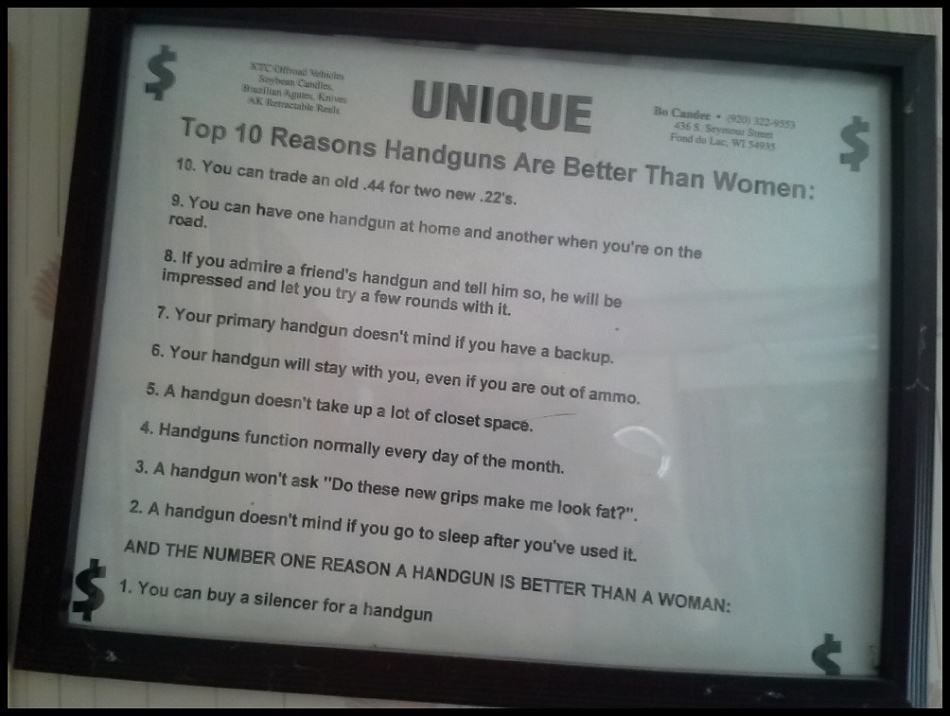 $
KTC Offroad Vehicles
Soybean Candles,
Brazilian Agates, Knives
AK Retractable Reels
UNIQUE
Bo Candee • (920) 322-9553
436 S. Seymour Street
Fond du Lac, WI 54935
$
Top 10 Reasons Handguns Are Better Than Women:
10. You can trade an old .44 for two new .22's.
9. You can have one handgun at home and another when you're on the
road.
8. If you admire a friend's handgun and tell him so, he will be
impressed and let you try a few rounds with it.
7. Your primary handgun doesn't mind if you have a backup.
6. Your handgun will stay with you, even if you are out of ammo.
5. A handgun doesn't take up a lot of closet space.
4. Handguns function normally every day of the month.
3. A handgun won't ask "Do these new grips make me look fat?".
2. A handgun doesn't mind if you go to sleep after you've used it.
AND THE NUMBER ONE REASON A HANDGUN IS BETTER THAN A WOMAN:
$
1. You can buy a silencer for a handgun
$